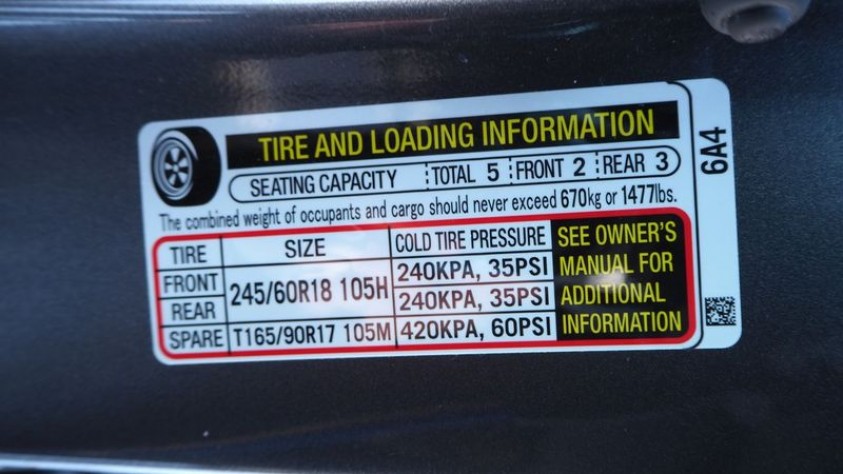 TIRE AND LOADING INFORMATION
SEATING CAPACITY TOTAL 5 FRONT 2 REAR 3
The combined weight of occupants and cargo should never exceed 670kg or 1477lbs.
TIRE SIZE COLD TIRE PRESSURE
FRONT 245/60R18 105H 240KPA, 35PSI
REAR 240KPA, 35PSI
SPARE T165/90R17 105M 420KPA, 60PSI
SEE OWNER'S
MANUAL FOR
ADDITIONAL
INFORMATION
6A4